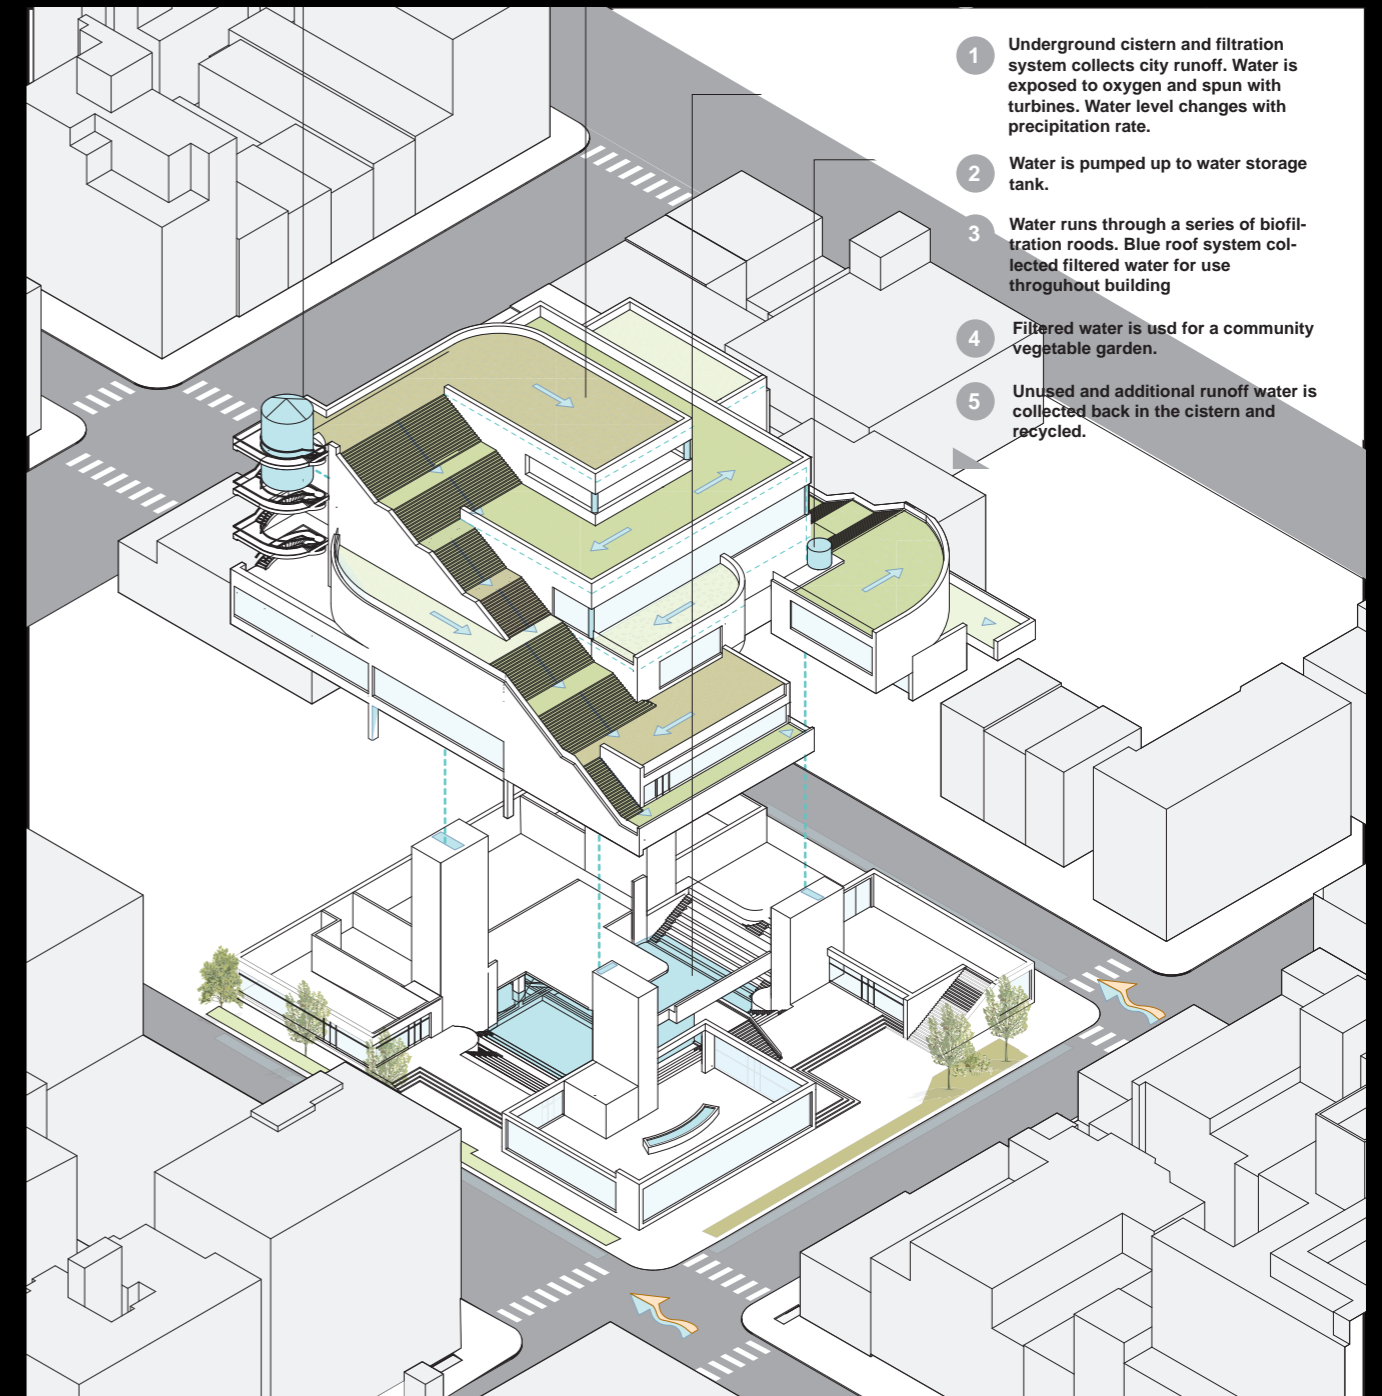 1
Underground cistern and filtration
system collects city runoff. Water is
exposed to oxygen and spun with
turbines. Water level changes with
precipitation rate.
2
Water is pumped up to water storage
tank.
3
Water runs through a series of biofil-
tration roods. Blue roof system col-
lected filtered water for use
throguhout building
4
Filtered water is usd for a community
vegetable garden.
5
Unused and additional runoff water is
collected back in the cistern and
recycled.